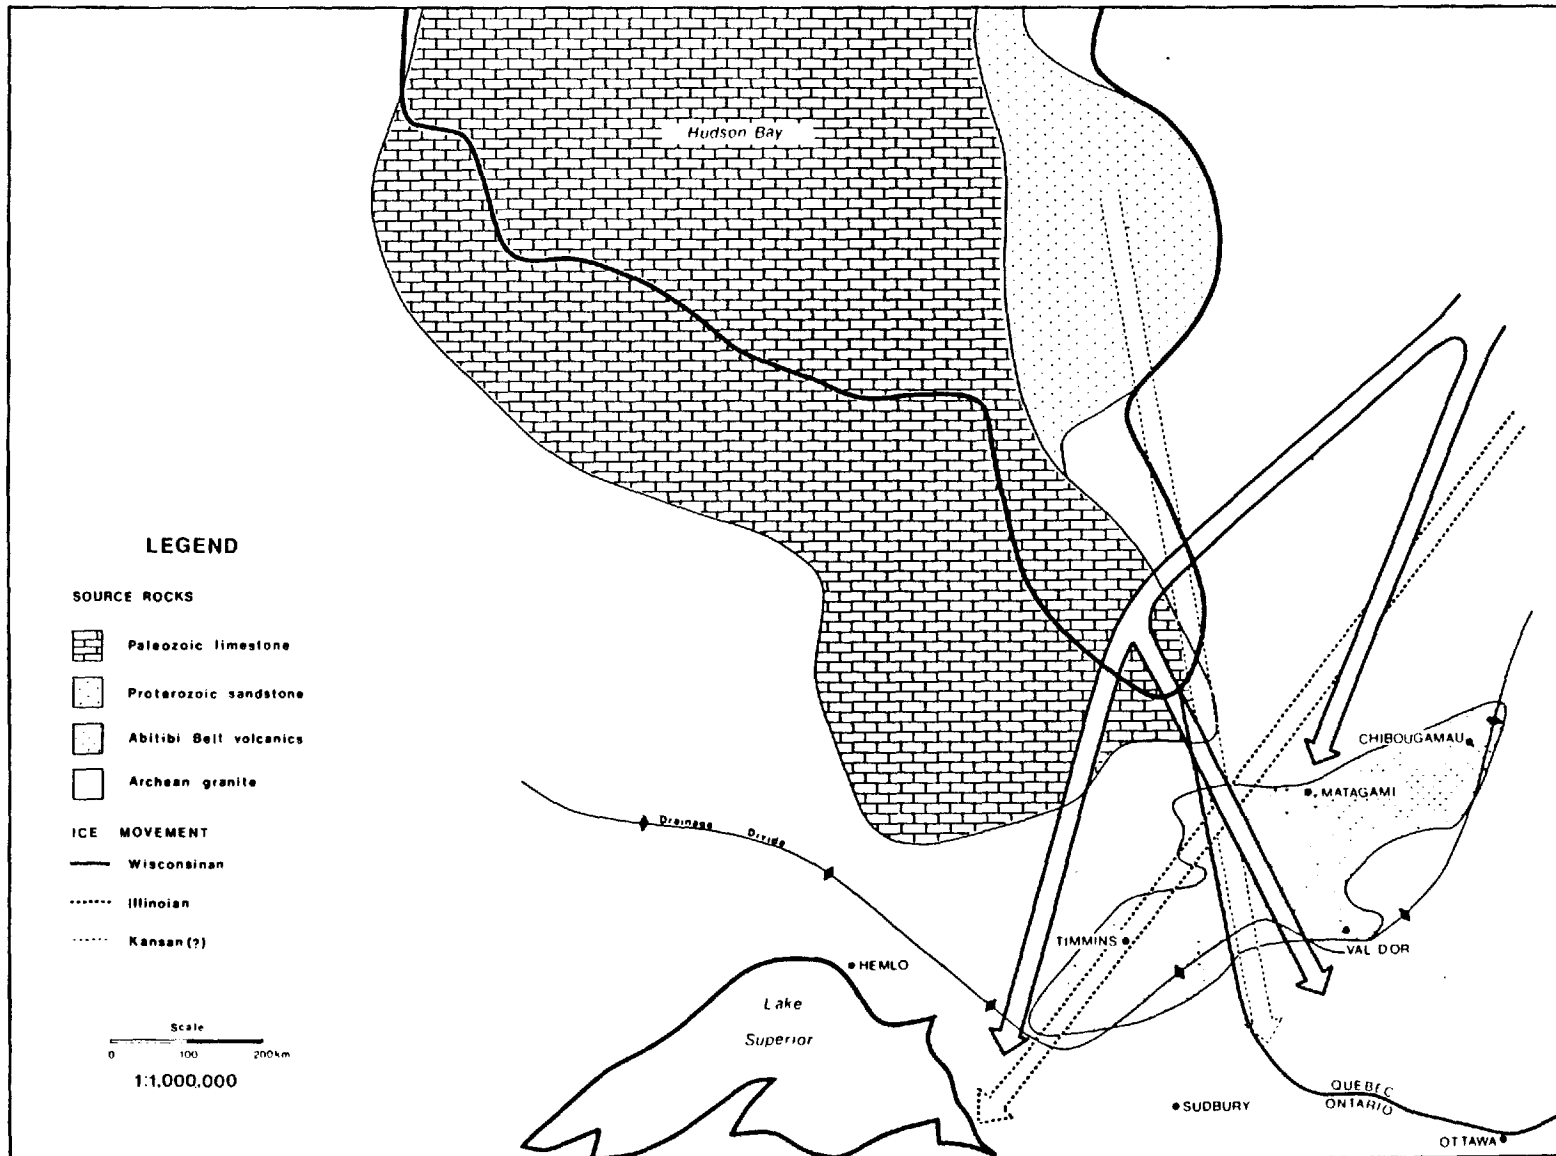 Hudson Bay
LEGEND
SOURCE ROCKS
Paleozoic limestone
Proterozoic sandstone
Abitibi Belt volcanics
Archean granite
ICE MOVEMENT
Wisconsinan
Illinoian
Kansan(?)
Scale
0 100 200km
1:1,000,000
Drainage Divide
CHIBOUGAMAU
MATAGAMI
TIMMINS
VAL DOR
HEMLO
Lake
Superior
SUDBURY
QUEBEC
ONTARIO
OTTAWA